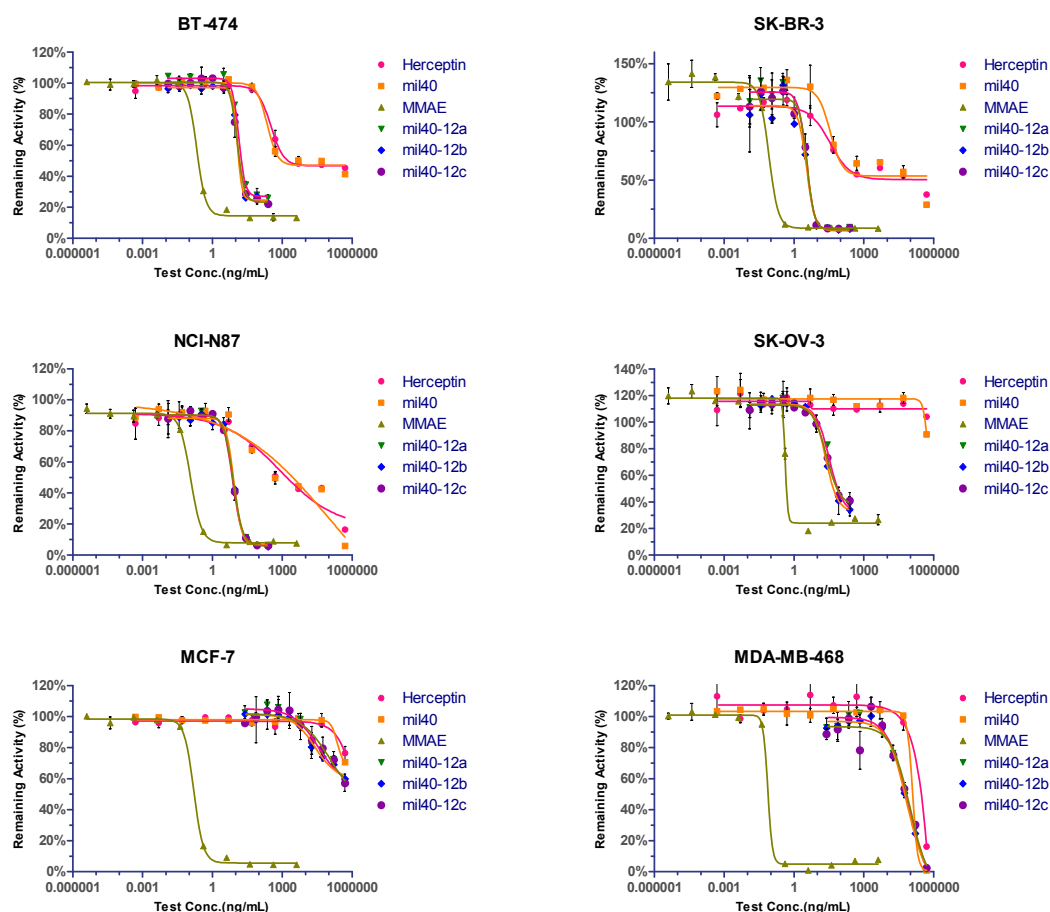 BT-474
Remaining Activity (%)
120%
100%
80%
60%
40%
20%
0%
0.000001
0.001
1
1000
1000000
Test Conc.(ng/mL)
Herceptin
mil40
MMAE
mil40-12a
mil40-12b
mil40-12c
SK-BR-3
Remaining Activity (%)
150%
100%
50%
0%
0.000001
0.001
1
1000
1000000
Test Conc.(ng/mL)
Herceptin
mil40
MMAE
mil40-12a
mil40-12b
mil40-12c
NCI-N87
Remaining Activity (%)
120%
100%
80%
60%
40%
20%
0%
0.000001
0.001
1
1000
1000000
Test Conc.(ng/mL)
Herceptin
mil40
MMAE
mil40-12a
mil40-12b
mil40-12c
SK-OV-3
Remaining Activity (%)
140%
120%
100%
80%
60%
40%
20%
0%
0.000001
0.001
1
1000
1000000
Test Conc.(ng/mL)
Herceptin
mil40
MMAE
mil40-12a
mil40-12b
mil40-12c
MCF-7
Remaining Activity (%)
120%
100%
80%
60%
40%
20%
0%
0.000001
0.001
1
1000
1000000
Test Conc.(ng/mL)
Herceptin
mil40
MMAE
mil40-12a
mil40-12b
mil40-12c
MDA-MB-468
Remaining Activity (%)
120%
100%
80%
60%
40%
20%
0%
0.000001
0.001
1
1000
1000000
Test Conc.(ng/mL)
Herceptin
mil40
MMAE
mil40-12a
mil40-12b
mil40-12c